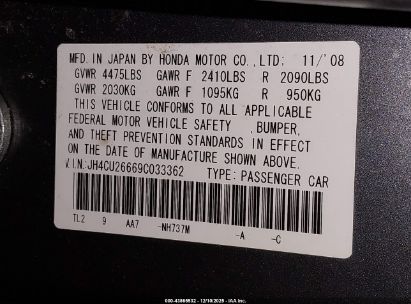 MFD. IN JAPAN BY HONDA MOTOR CO., LTD: 11/'08
GVWR 4475LBS GAWR F 2410LBS R 2090LBS
GVWR 2030KG GAWR F 1095KG R 950KG
THIS VEHICLE CONFORMS TO ALL APPLICABLE
FEDERAL MOTOR VEHICLE SAFETY ,BUMPER,
AND THEFT PREVENTION STANDARDS IN EFFECT
ON THE DATE OF MANUFACTURE SHOWN ABOVE.
V.I.N:JH4CU26669C033362 TYPE: PASSENGER CAR
TL2 9 AA7 -NH737M -A -C
000-43866932 - 12/10/2025 - IAA Inc.